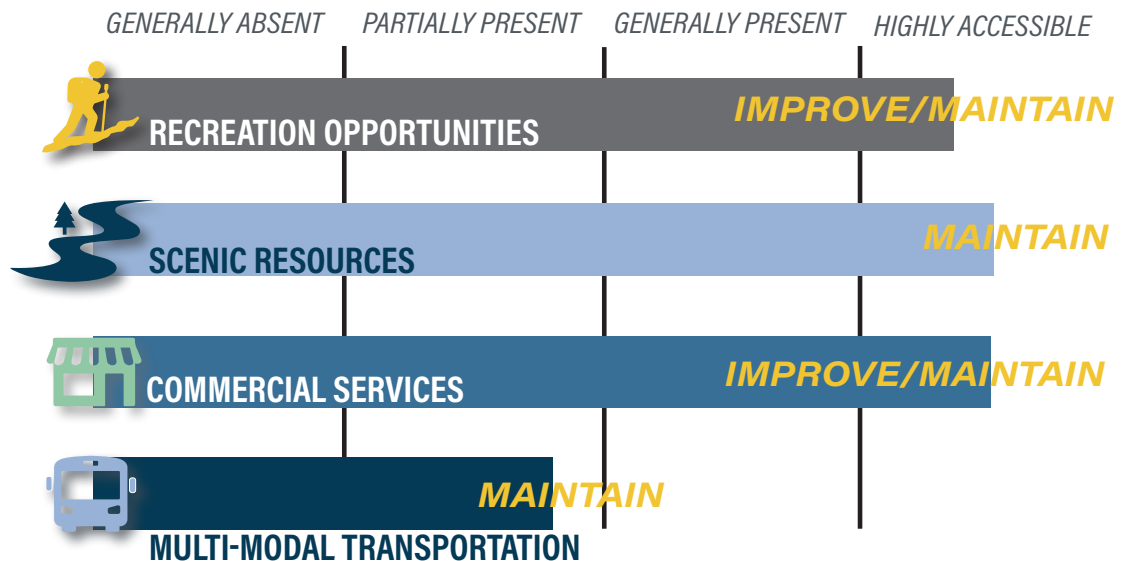 GENERALLY ABSENT PARTIALLY PRESENT GENERALLY PRESENT HIGHLY ACCESSIBLE
IMPROVE/MAINTAIN
RECREATION OPPORTUNITIES
MAINTAIN
SCENIC RESOURCES
IMPROVE/MAINTAIN
COMMERCIAL SERVICES
MAINTAIN
MULTI-MODAL TRANSPORTATION